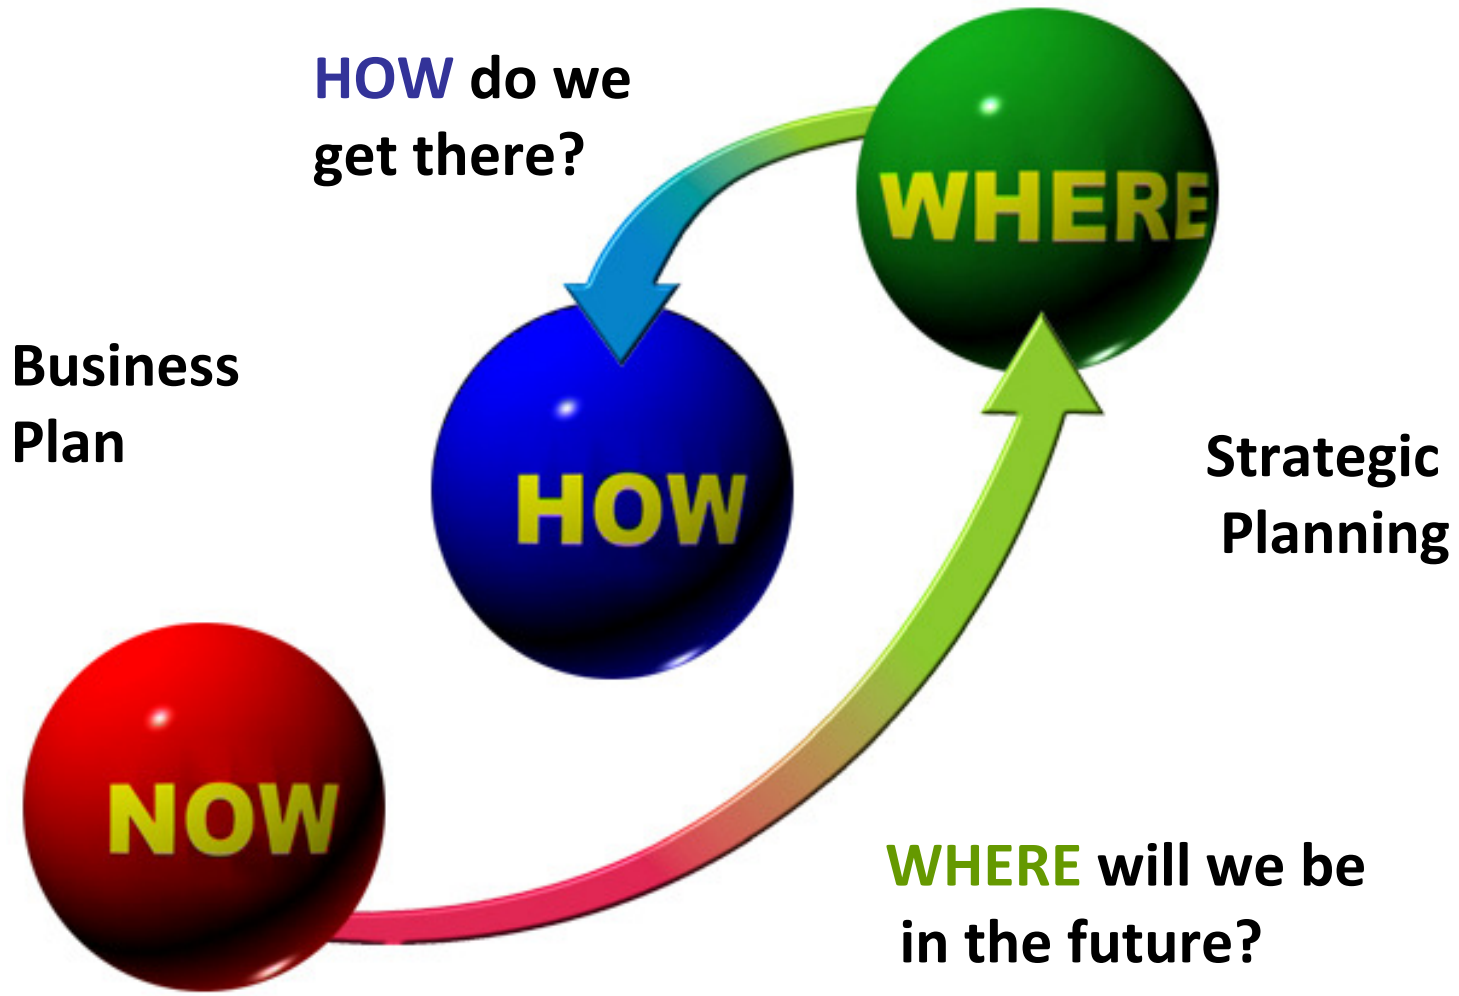 HOW do we
get there?
WHERE
Business
Plan
HOW
Strategic
Planning
NOW
WHERE will we be
in the future?